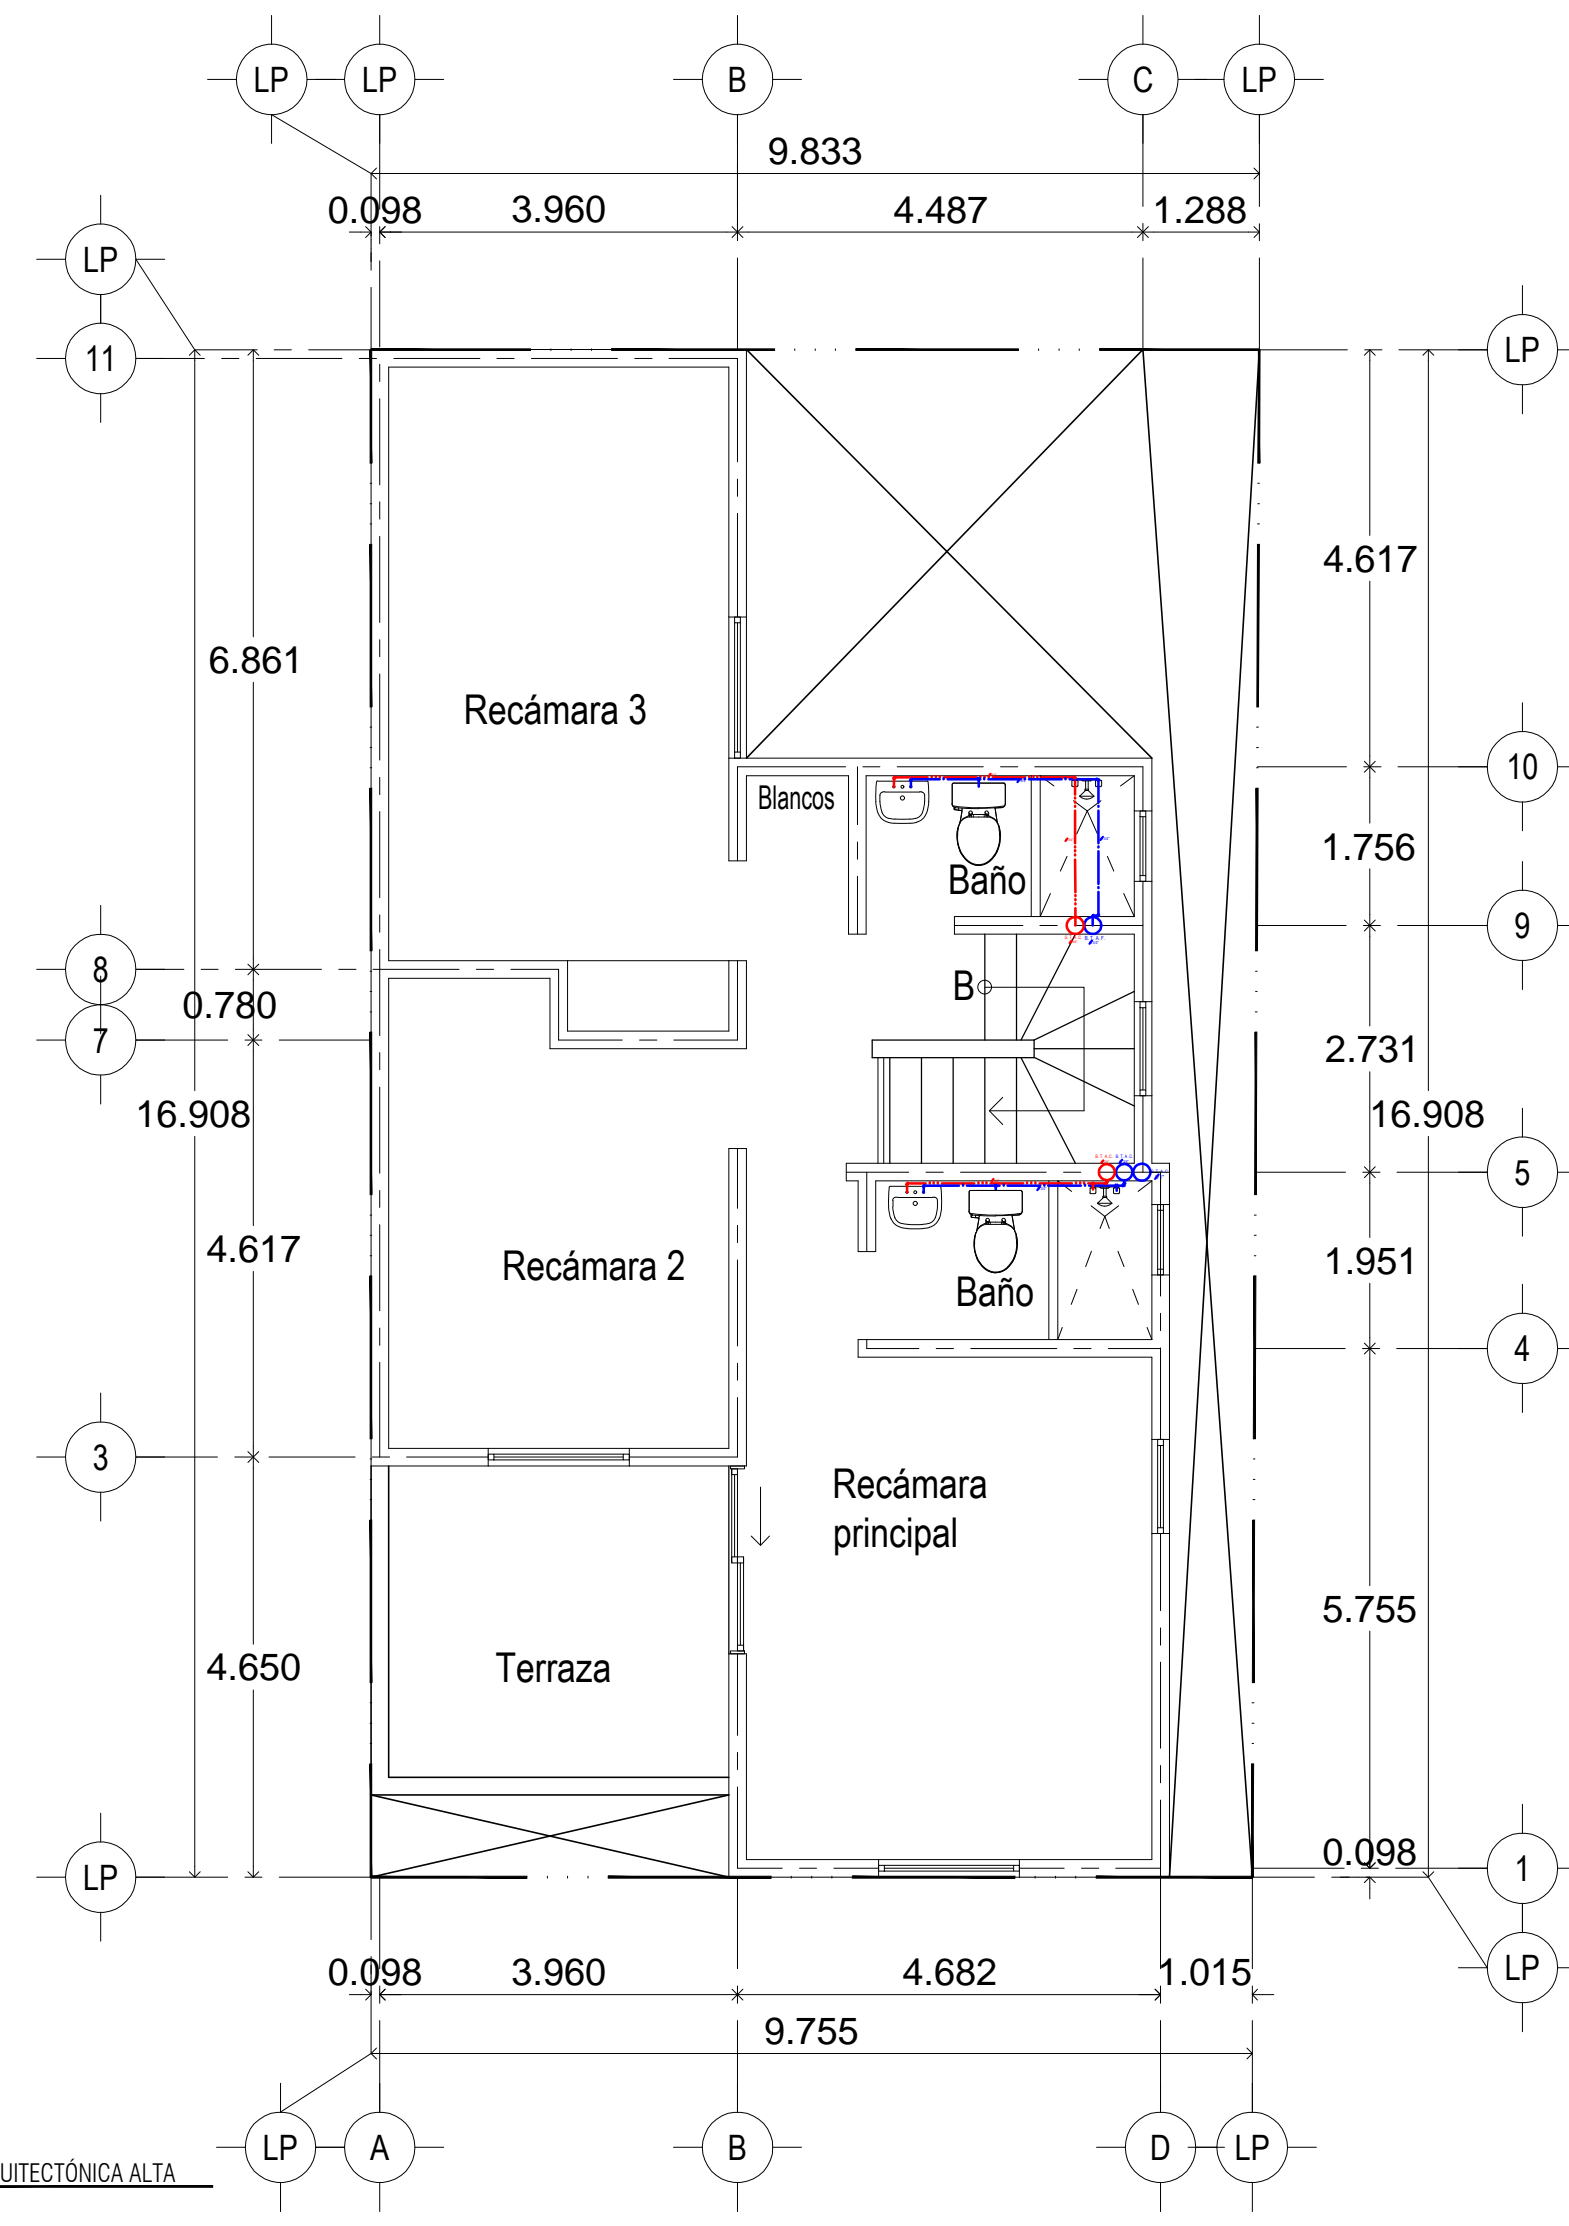 LP LP B C LP
9.833
0.098 3.960 4.487 1.288
LP
11
LP
4.617
6.861
Recámara 3
10
Blancos
1.756
Baño
9
8
B
0.780
7
2.731
16.908
16.908
B.T.A.C. B.T.A.C.
5
4.617
1.951
Recámara 2
Baño
4
3
Recámara
principal
5.755
4.650
Terraza
0.098
LP
1
LP
0.098 3.960 4.682 1.015
9.755
LP A B D LP
UITECTÓNICA ALTA